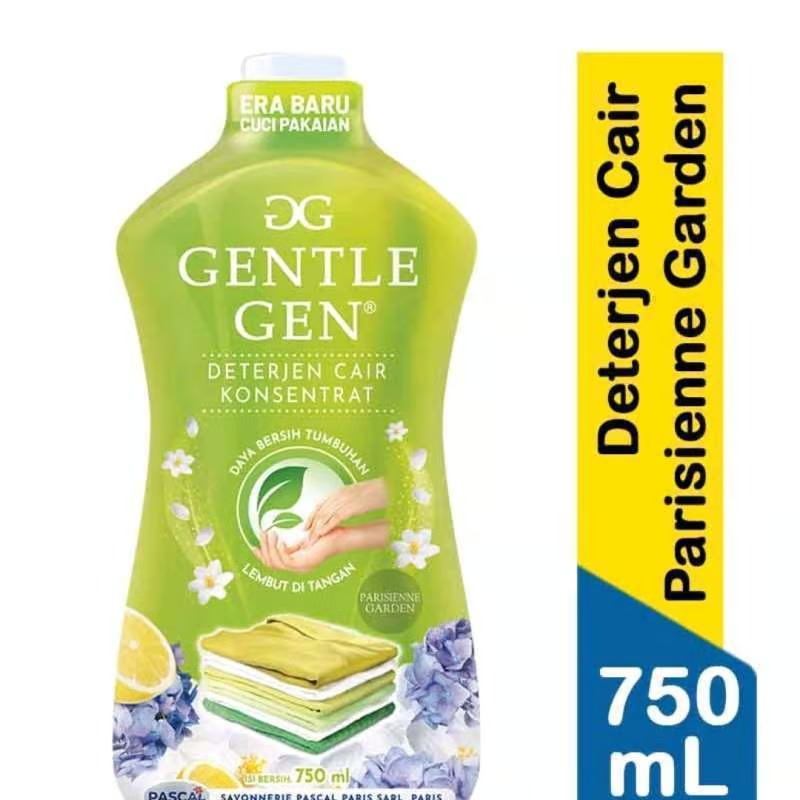 ERA BARU
CUCI PAKAIAN
GG
GENTLE
GEN®
DETERJEN CAIR
KONSENTRAT
DAYA BERSIH TUMBUHAN
LEMBUT DI TANGAN
PARISIENNE
GARDEN
ISI BERSIH: 750 ml
PASCAL
SAVONNERIE PASCAL PARIS SARL, PARIS
Deterjen Cair
Parisienne Garden
750
mL